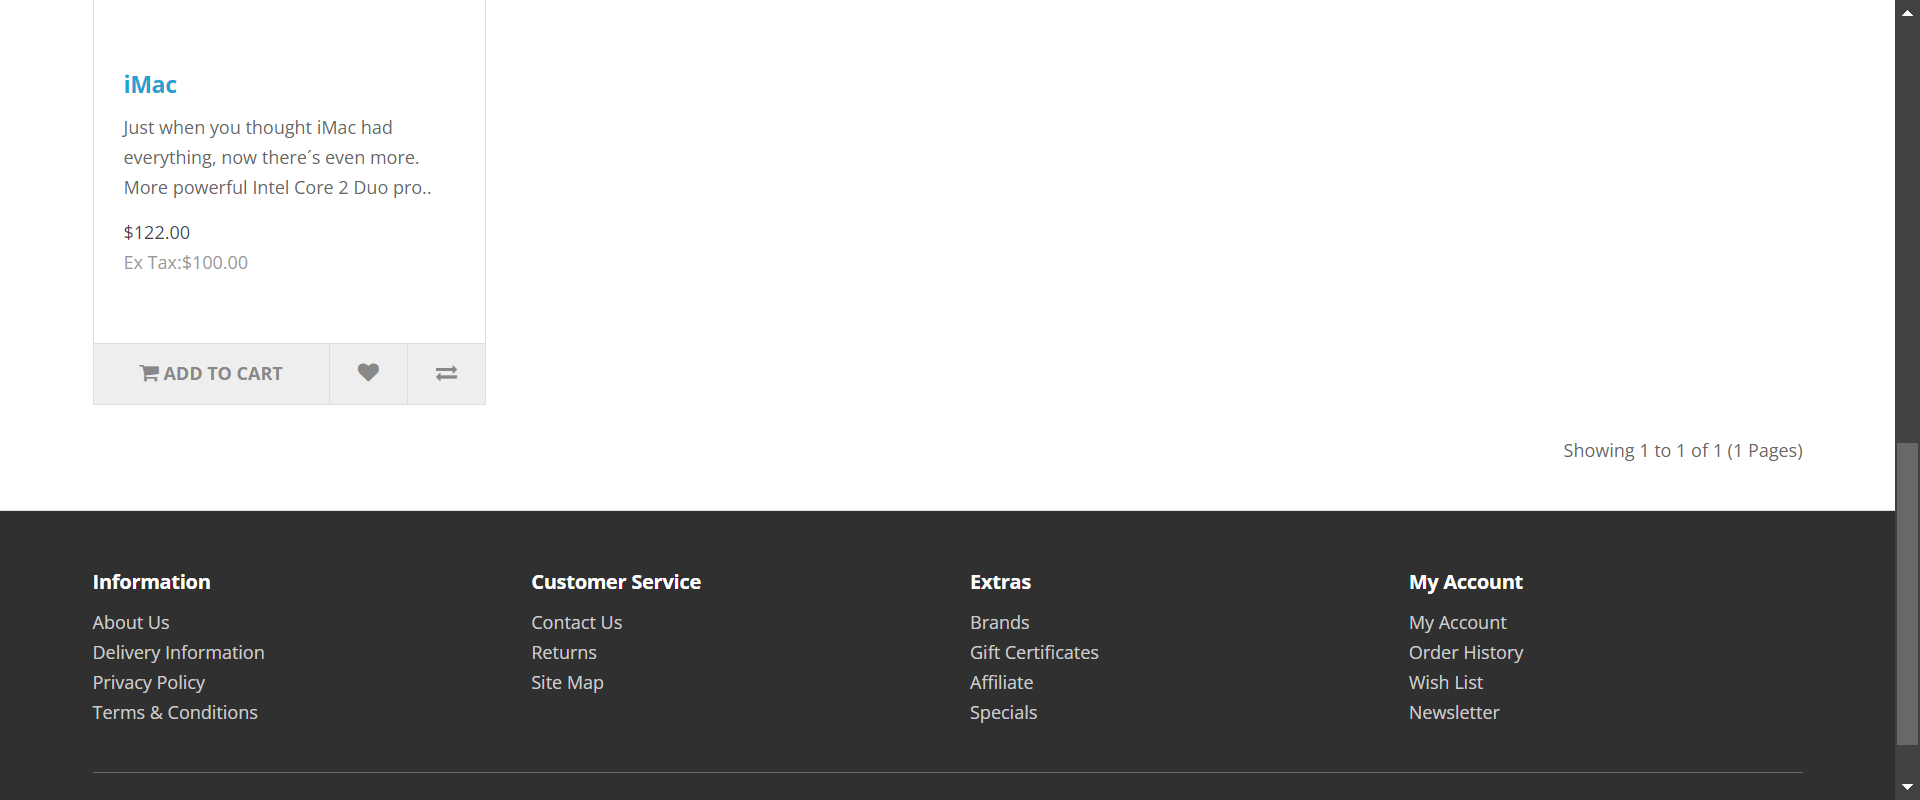 iMac
Just when you thought iMac had
everything, now there´s even more.
More powerful Intel Core 2 Duo pro..
$122.00
Ex Tax:$100.00
ADD TO CART
Showing 1 to 1 of 1 (1 Pages)
Information
About Us
Delivery Information
Privacy Policy
Terms & Conditions
Customer Service
Contact Us
Returns
Site Map
Extras
Brands
Gift Certificates
Affiliate
Specials
My Account
My Account
Order History
Wish List
Newsletter